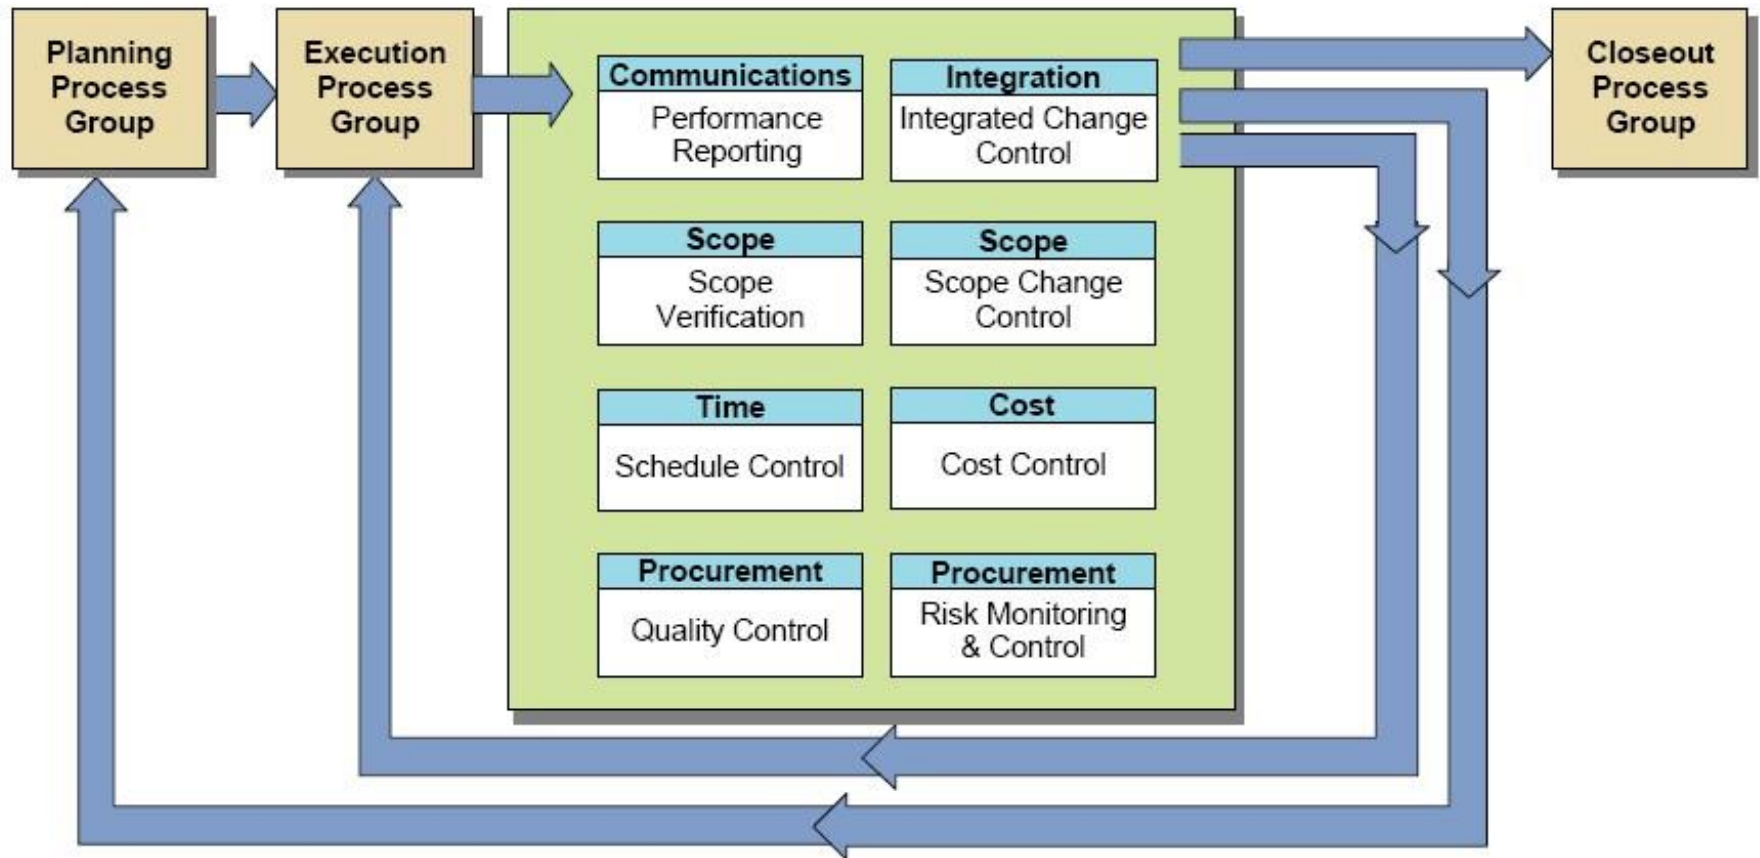 Planning
Process
Group
Execution
Process
Group
Communications
Performance
Reporting
Integration
Integrated Change
Control
Scope
Scope
Verification
Scope
Scope Change
Control
Time
Schedule Control
Cost
Cost Control
Procurement
Quality Control
Procurement
Risk Monitoring
& Control
Closeout
Process
Group